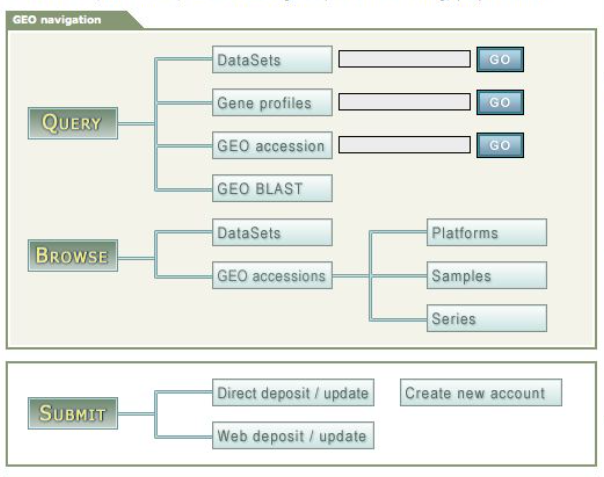 GEO navigation
DataSets GO
Gene profiles GO
QUERY
GEO accession GO
GEO BLAST
DataSets Platforms
BROWSE
GEO accessions Samples
Series
Direct deposit / update Create new account
SUBMIT
Web deposit / update